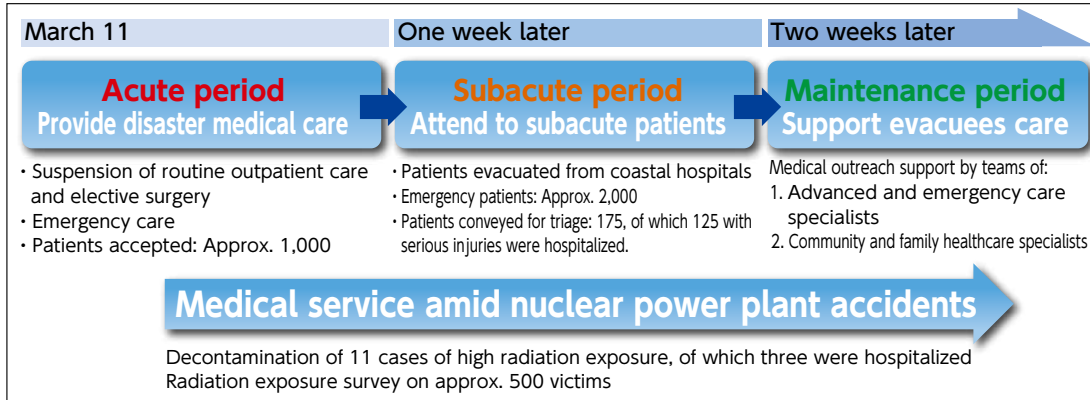 March 11
One week later
Two weeks later
Acute period
Provide disaster medical care
Subacute period
Attend to subacute patients
Maintenance period
Support evacuees care
・Suspension of routine outpatient care
and elective surgery
・Emergency care
・Patients accepted: Approx. 1,000
・Patients evacuated from coastal hospitals
・Emergency patients: Approx. 2,000
・Patients conveyed for triage: 175, of which 125 with
serious injuries were hospitalized.
Medical outreach support by teams of:
1. Advanced and emergency care
specialists
2. Community and family healthcare specialists
Medical service amid nuclear power plant accidents
Decontamination of 11 cases of high radiation exposure, of which three were hospitalized
Radiation exposure survey on approx. 500 victims